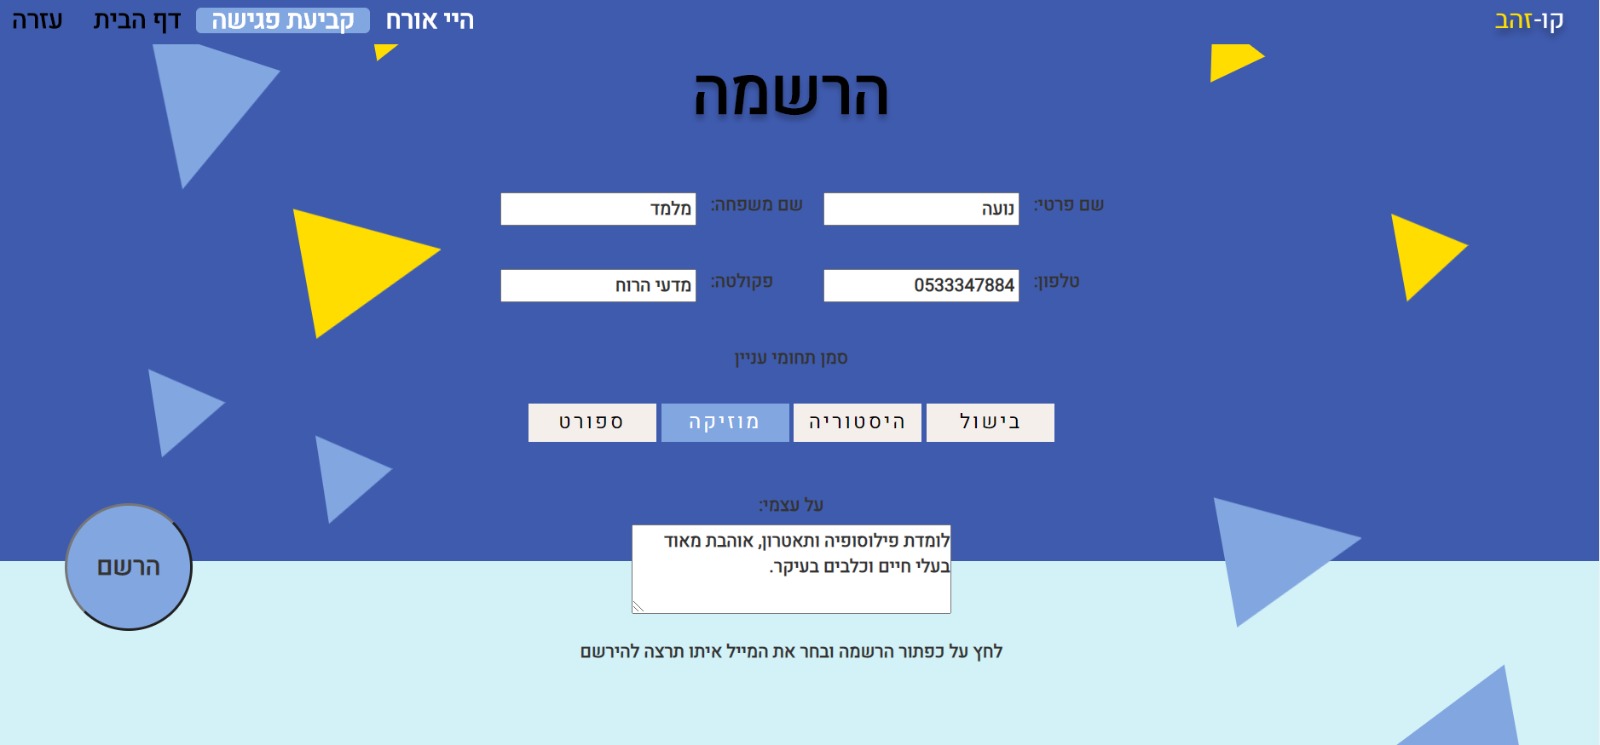 קו-זהב
היי אורח קביעת פגישה דף הבית עזרה
הרשמה
שם פרטי: נועה שם משפחה: מלמד
טלפון: 0533347884 פקולטה: מדעי הרוח
סמן תחומי עניין
בישול היסטוריה מוזיקה ספורט
על עצמי:
לומדת פילוסופיה ותאטרון, אוהבת מאוד
בעלי חיים וכלבים בעיקר.
הרשם
לחץ על כפתור הרשמה ובחר את המייל איתו תרצה להירשם